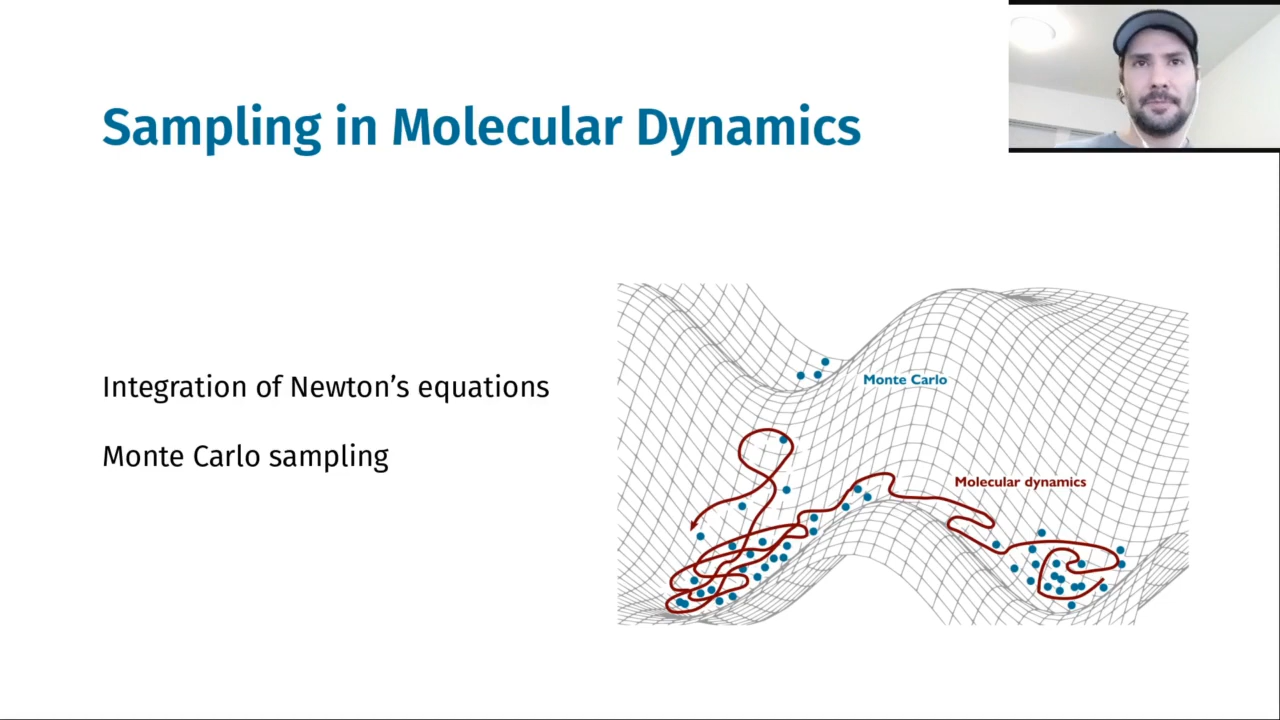 Sampling in Molecular Dynamics
Integration of Newton’s equations
Monte Carlo sampling
Monte Carlo
Molecular dynamics